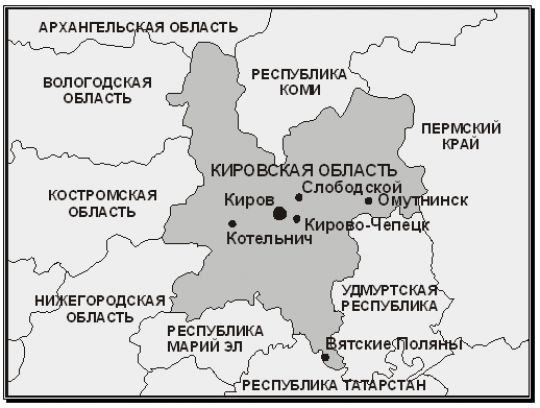 АРХАНГЕЛЬСКАЯ ОБЛАСТЬ
ВОЛОГОДСКАЯ
ОБЛАСТЬ
РЕСПУБЛИКА
КОМИ
ПЕРМСКИЙ
КРАЙ
КИРОВСКАЯ ОБЛАСТЬ
Слободской
Киров
Омутнинск
КОСТРОМСКАЯ
ОБЛАСТЬ
Кирово-Чепецк
Котельнич
УДМУРТСКАЯ
РЕСПУБЛИКА
НИЖЕГОРОДСКАЯ
ОБЛАСТЬ
РЕСПУБЛИКА
МАРИЙ ЭЛ
Вятские Поляны
РЕСПУБЛИКА ТАТАРСТАН